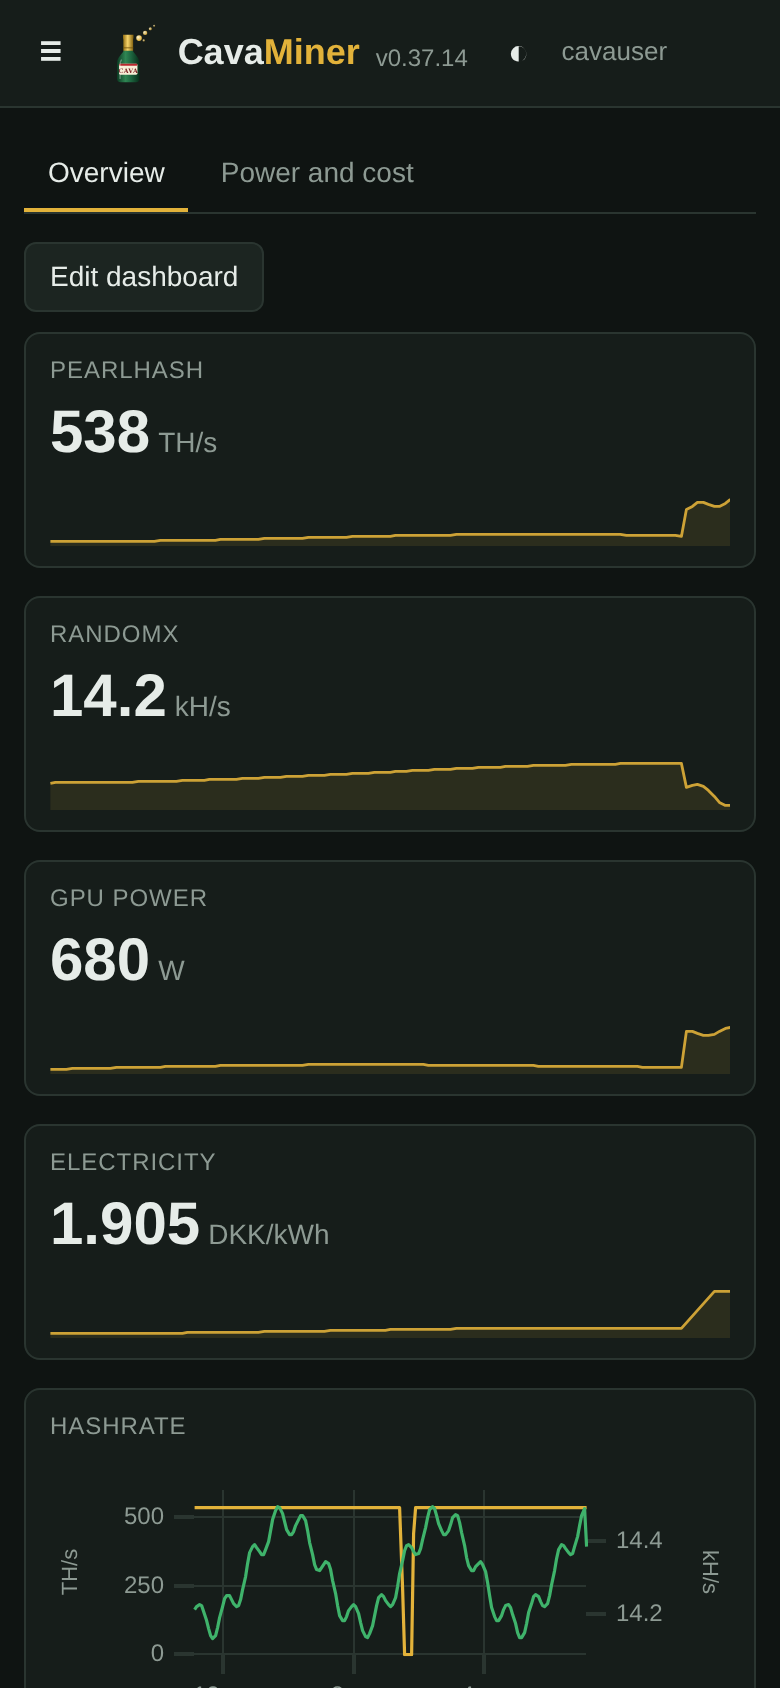 CavaMiner v0.37.14 cavauser
CAVA
Overview Power and cost
Edit dashboard
PEARLHASH
538 TH/s
RANDOMX
14.2 kH/s
GPU POWER
680 W
ELECTRICITY
1.905 DKK/kWh
HASHRATE
500
14.4
TH/s
kH/s
250
14.2
0